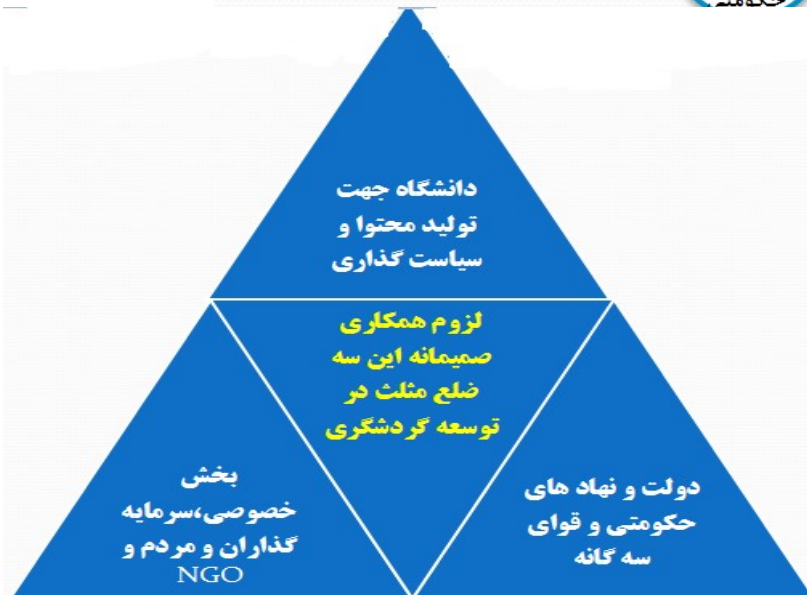 حکومتی
دانشگاه جهت
تولید محتوا و
سیاست گذاری
لزوم همکاری
صمیمانه این سه
ضلع مثلث در
توسعه گردشگری
بخش
خصوصی،سرمایه
گذاران و مردم و
NGO
دولت و نهاد های
حکومتی و قوای
سه گانه